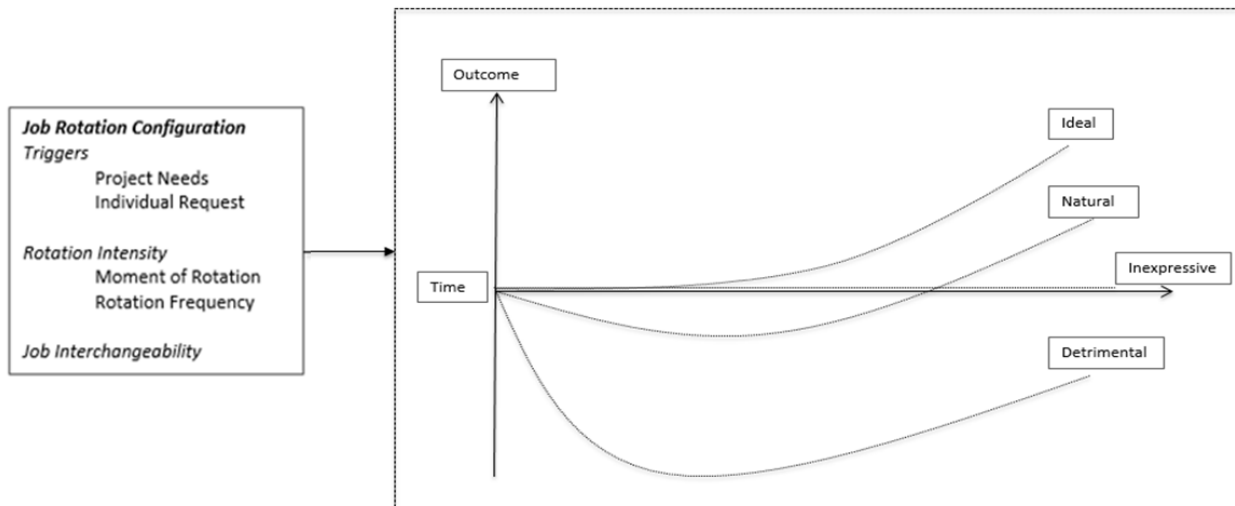 Job Rotation Configuration
Triggers
Project Needs
Individual Request
Rotation Intensity
Moment of Rotation
Rotation Frequency
Job Interchangeability
Outcome
Ideal
Natural
Inexpressive
Time
Detrimental